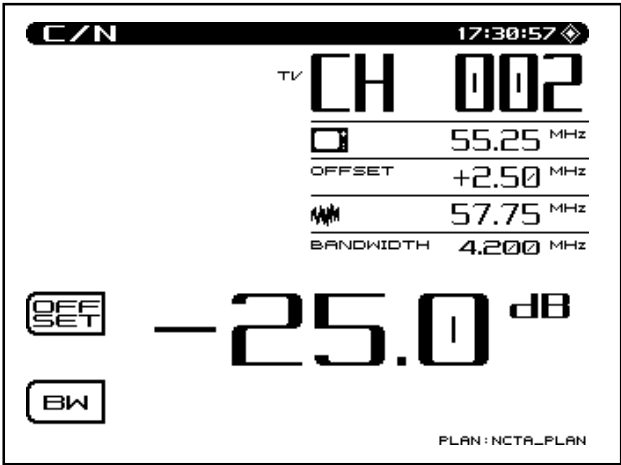 C/N 17:30:57
TV CH 002
55.25 MHz
OFFSET +2.50 MHz
57.75 MHz
BANDWIDTH 4.200 MHz
OFF
SET
-25.0 dB
BW
PLAN:NCTA_PLAN